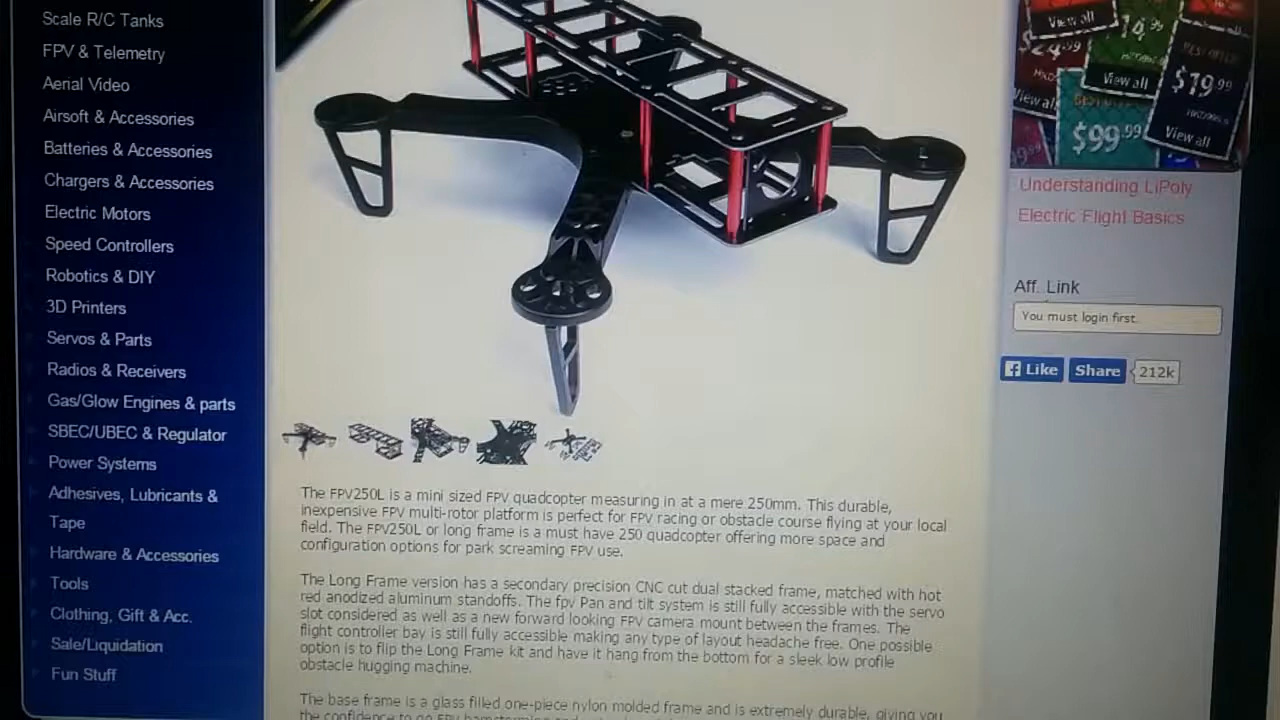 Scale R/C Tanks
FPV & Telemetry
Aerial Video
Airsoft & Accessories
Batteries & Accessories
Chargers & Accessories
Electric Motors
Speed Controllers
Robotics & DIY
3D Printers
Servos & Parts
Radios & Receivers
Gas/Glow Engines & parts
SBEC/UBEC & Regulator
Power Systems
Adhesives, Lubricants &
Tape
Hardware & Accessories
Tools
Clothing, Gift & Acc.
Sale/Liquidation
Fun Stuff
The FPV250L is a mini sized FPV quadcopter measuring in at a mere 250mm. This durable,
inexpensive FPV multi-rotor platform is perfect for FPV racing or obstacle course flying at your local
field. The FPV250L or long frame is a must have 250 quadcopter offering more space and
configuration options for park screaming FPV use.
The Long Frame version has a secondary precision CNC cut dual stacked frame, matched with hot
red anodized aluminum standoffs. The fpv Pan and tilt system is still fully accessible with the servo
slot considered as well as a new forward looking FPV camera mount between the frames. The
flight controller bay is still fully accessible making any type of layout headache free. One possible
option is to flip the Long Frame kit and have it hang from the bottom for a sleek low profile
obstacle hugging machine.
The base frame is a glass filled one-piece nylon molded frame and is extremely durable, giving you
the confidence to go FPV
View all
View all
$79.99
View all
$99.99
Understanding LiPoly
Electric Flight Basics
Aff. Link
You must login first.
Like Share 212k